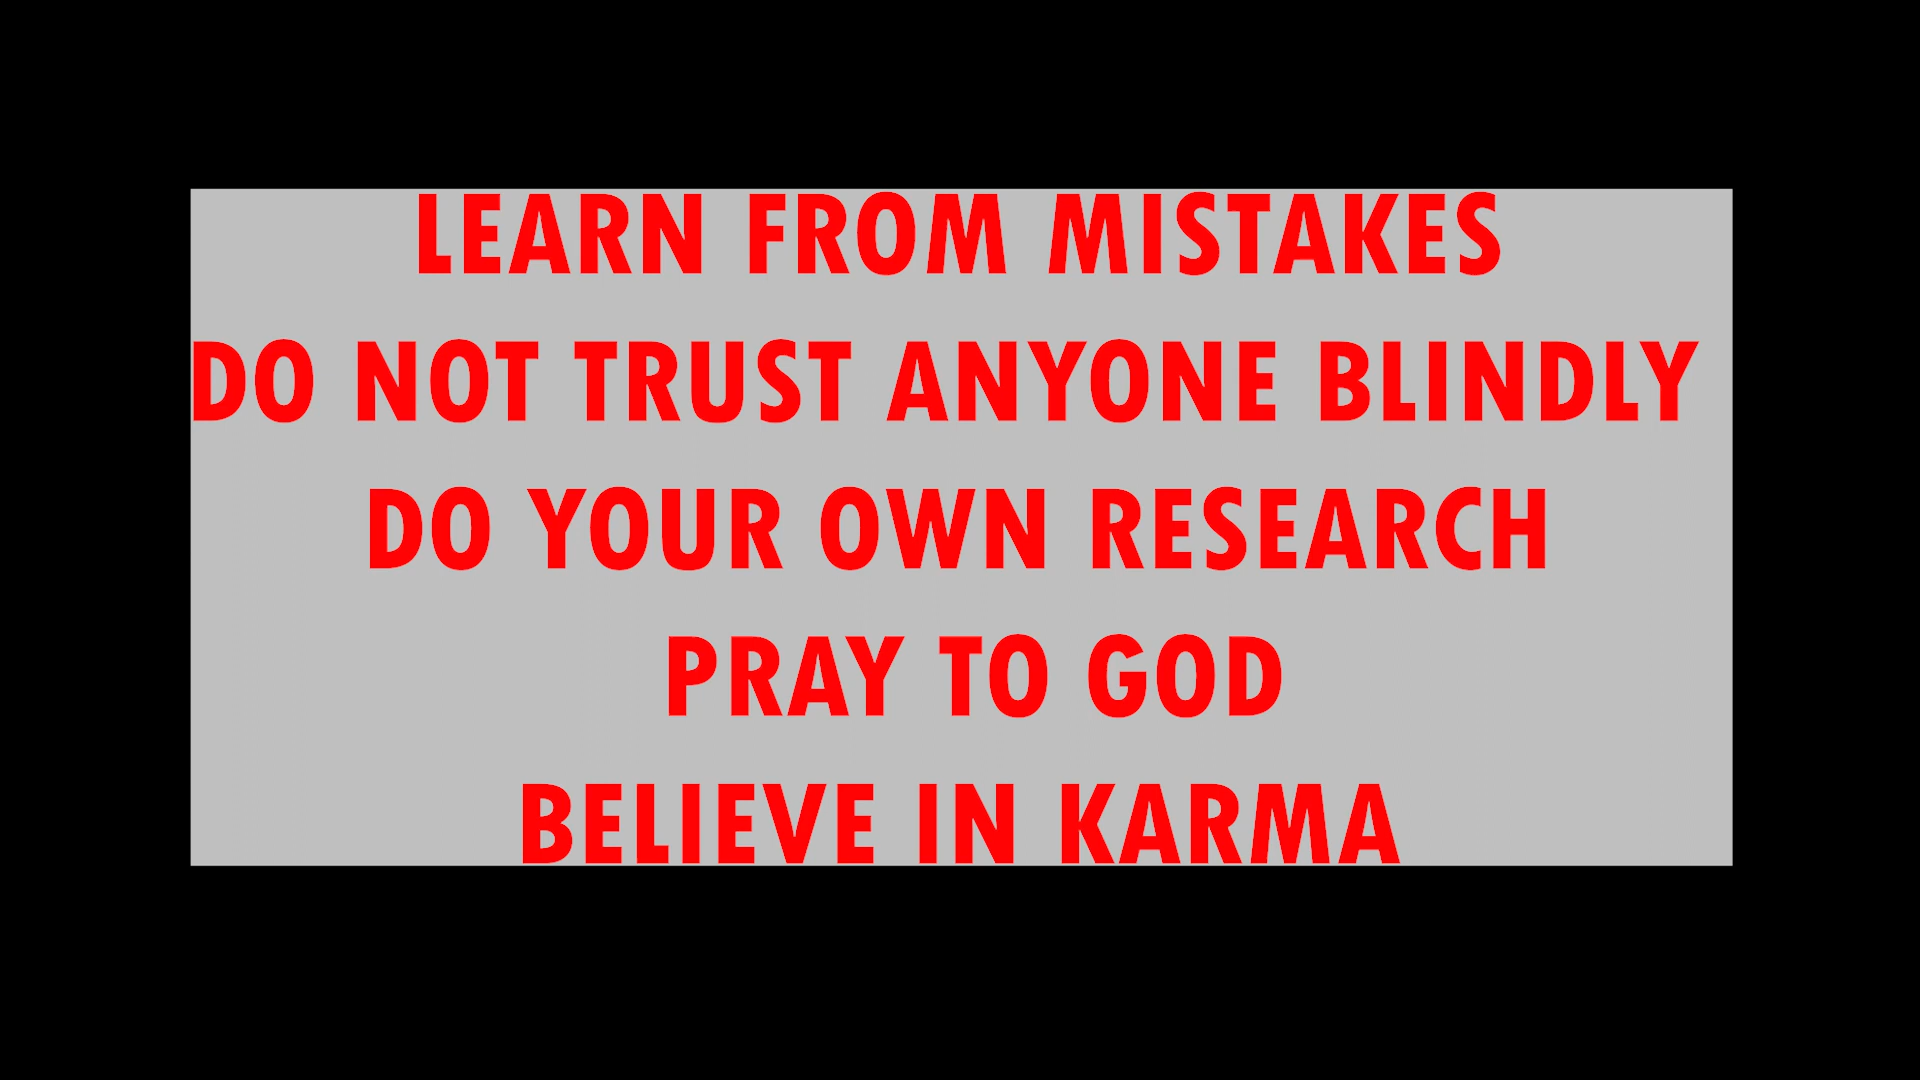 LEARN FROM MISTAKES
DO NOT TRUST ANYONE BLINDLY
DO YOUR OWN RESEARCH
PRAY TO GOD
BELIEVE IN KARMA